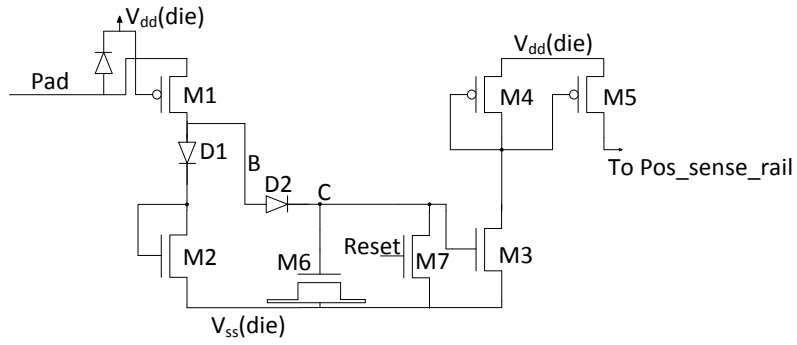 Vdd(die)
Vdd(die)
Pad
M1
M4
M5
D1
B
To Pos_sense_rail
D2
C
Reset
M2
M6
M7
M3
Vss(die)